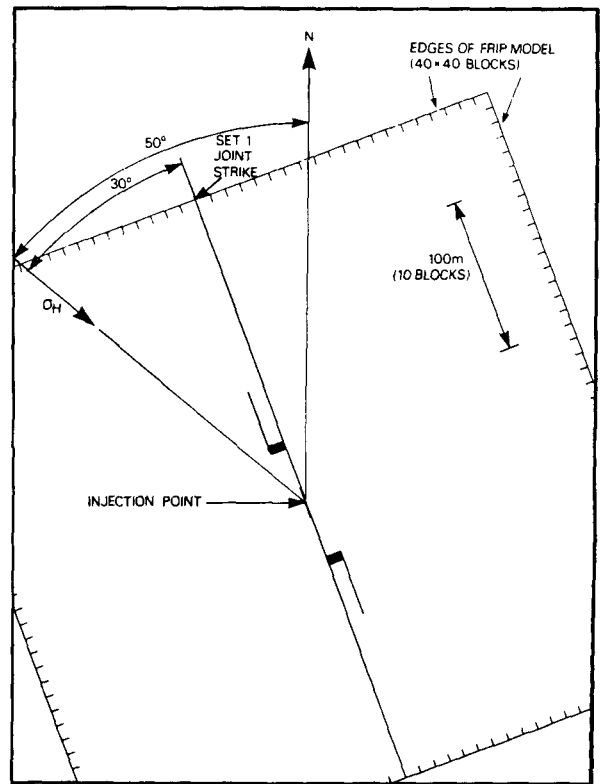 N
EDGES OF FRIP MODEL
(40×40 BLOCKS)
50°
SET 1
JOINT
STRIKE
30°
100m
(10 BLOCKS)
σH
INJECTION POINT